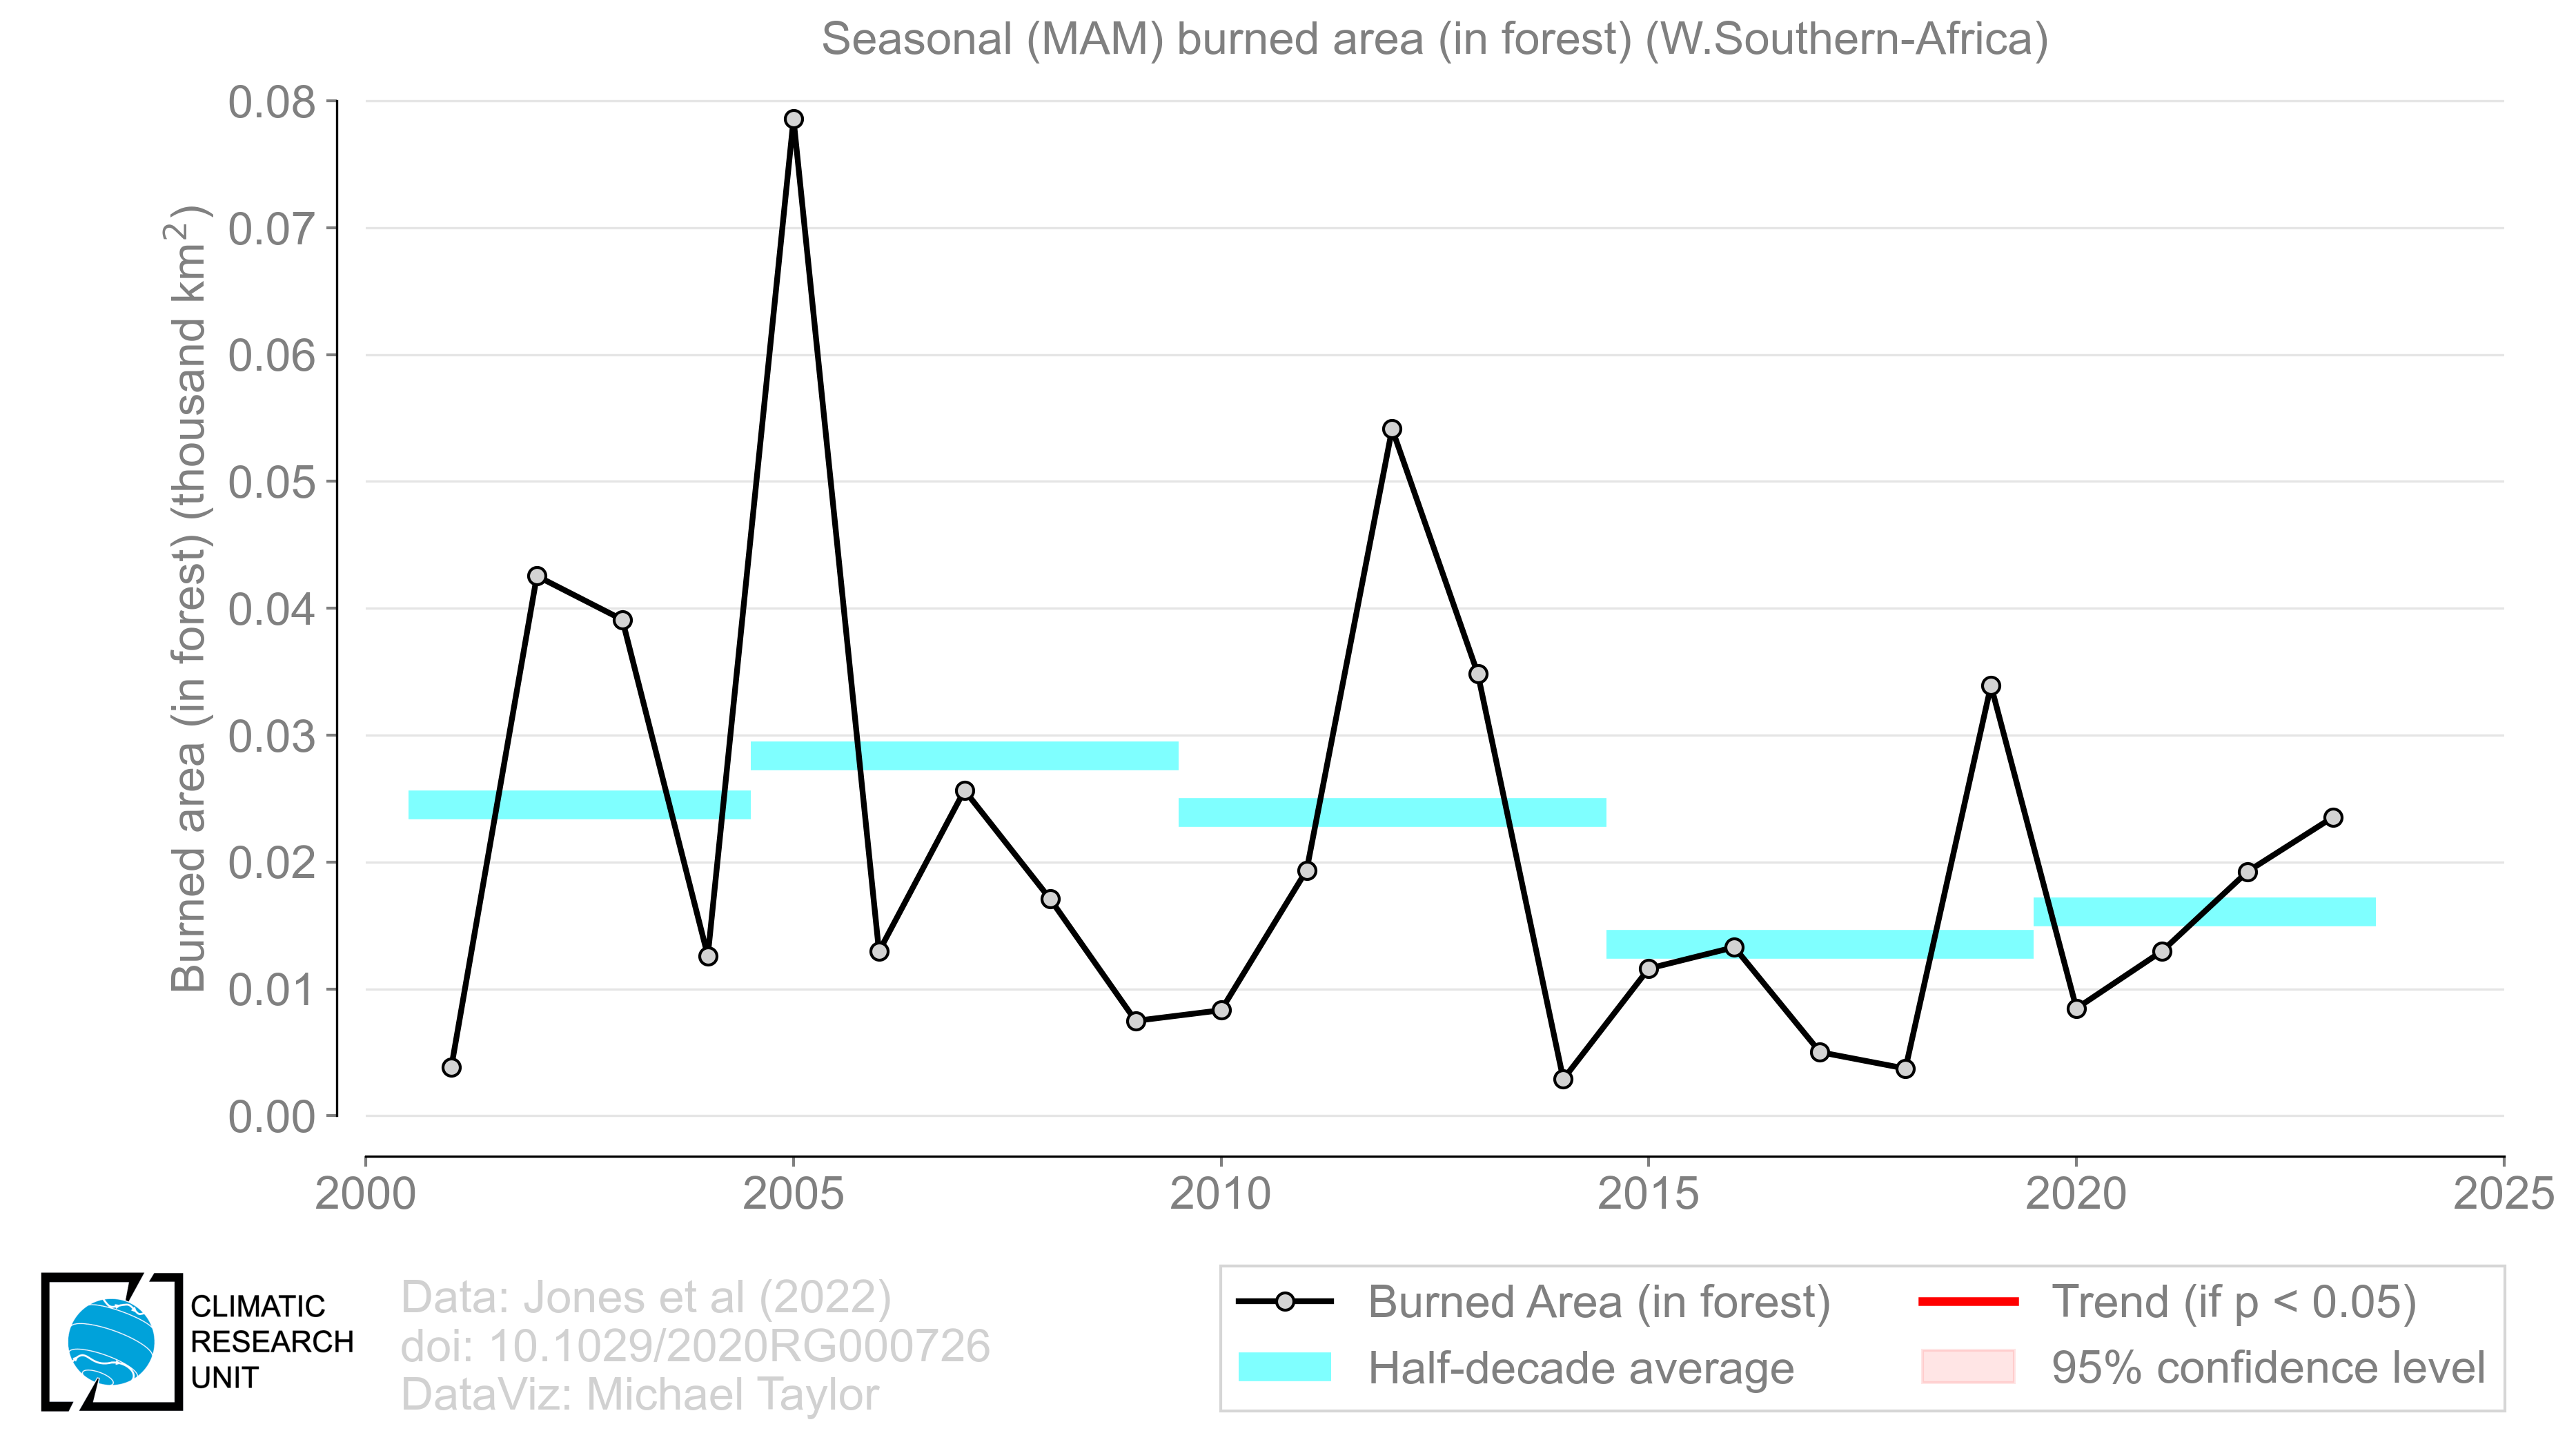 Seasonal (MAM) burned area (in forest) (W.Southern-Africa)
Burned area (in forest) (thousand km²)
0.08
0.07
0.06
0.05
0.04
0.03
0.02
0.01
0.00
2000 2005 2010 2015 2020 2025
CLIMATIC
RESEARCH
UNIT
Data: Jones et al (2022)
doi: 10.1029/2020RG000726
DataViz: Michael Taylor
Burned Area (in forest)
Half-decade average
Trend (if p < 0.05)
95% confidence level